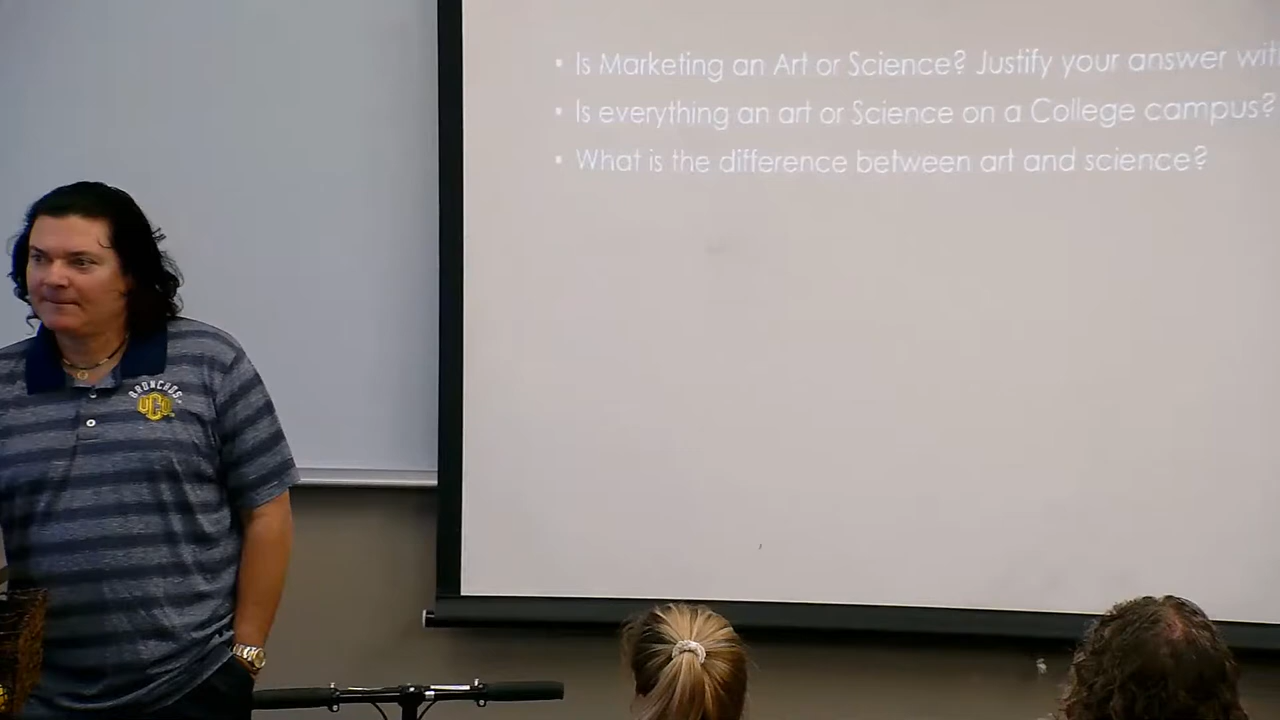 • Is Marketing an Art or Science? Justify your answer wit
• Is everything an art or Science on a College campus?
• What is the difference between art and science?
BRONCHOS
UCO